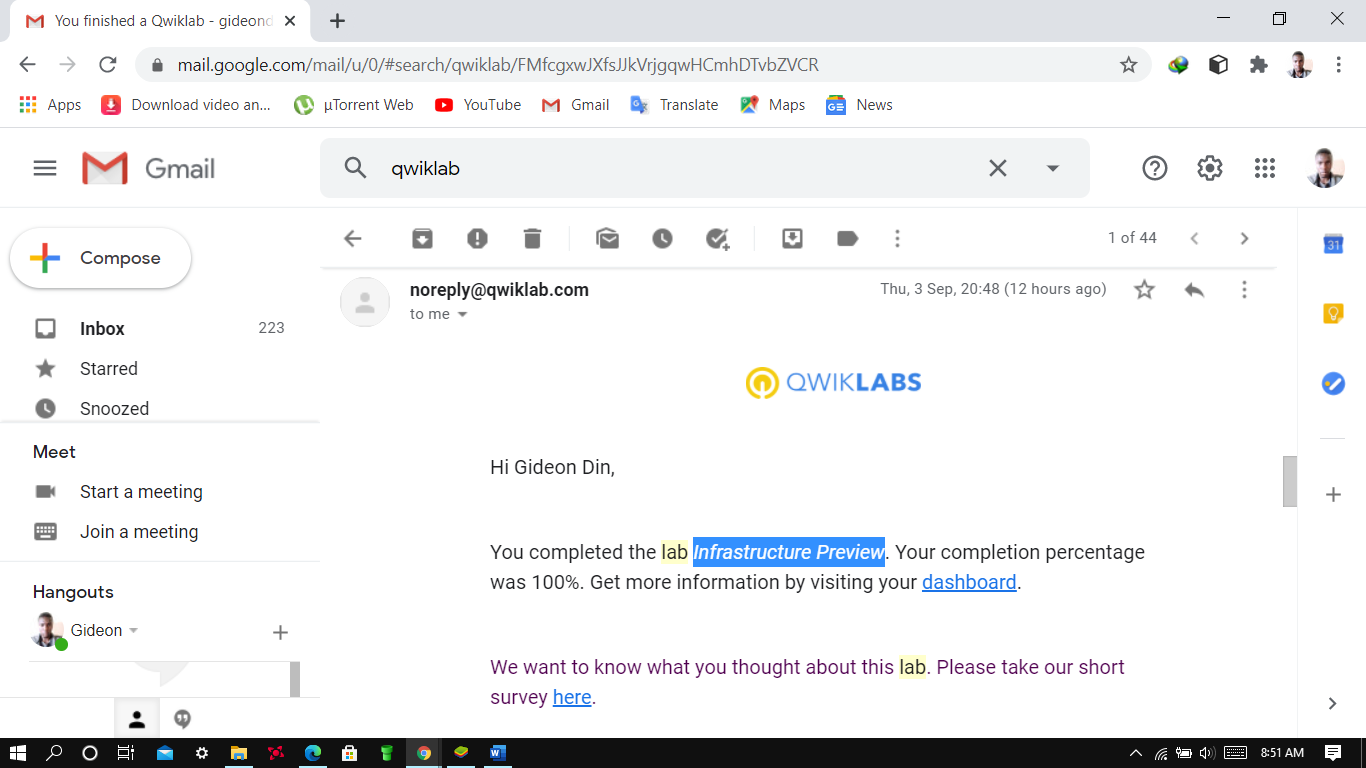 You finished a Qwiklab - gideond
mail.google.com/mail/u/0/#search/qwiklab/FMfcgxwJXfsJJkVrjgqwHCmhDTvbZVCR
Apps
Download video an...
µTorrent Web
YouTube
Gmail
Translate
Maps
News
Gmail
qwiklab
Compose
1 of 44
31
noreply@qwiklab.com
Thu, 3 Sep, 20:48 (12 hours ago)
to me
Inbox
223
Starred
Snoozed
QWIKLABS
Meet
Start a meeting
Join a meeting
Hi Gideon Din,
You completed the lab Infrastructure Preview. Your completion percentage
was 100%. Get more information by visiting your dashboard.
Hangouts
Gideon
We want to know what you thought about this lab. Please take our short
survey here.
8:51 AM